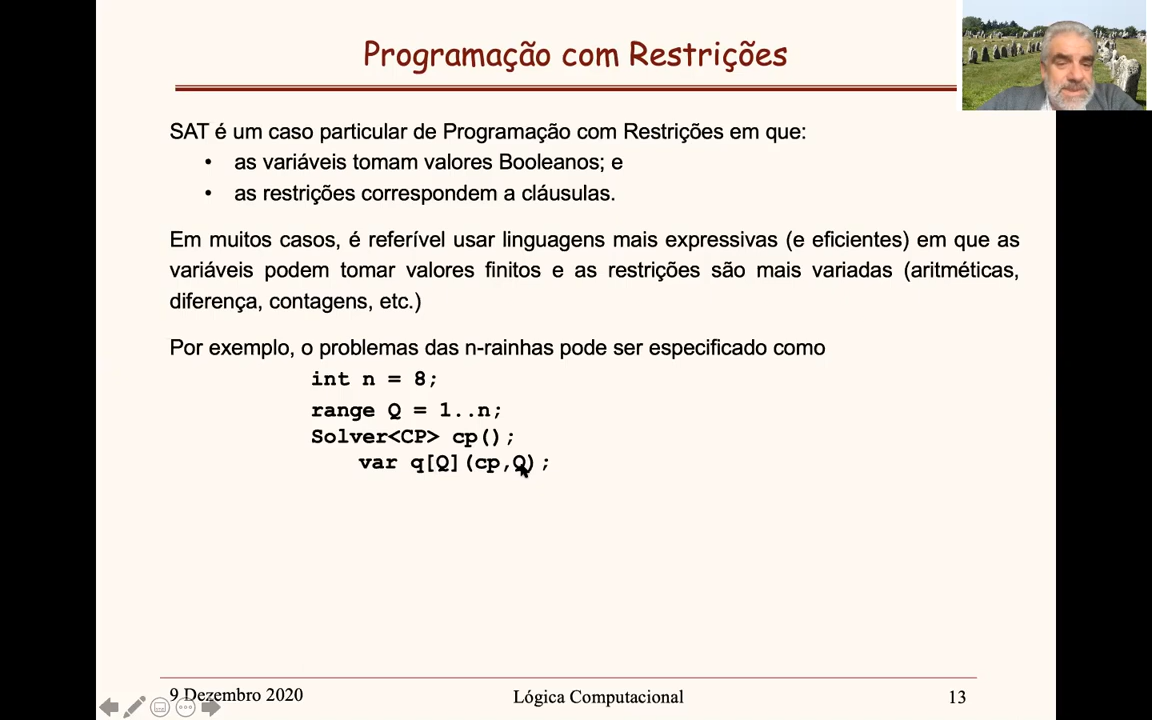 Programação com Restrições
SAT é um caso particular de Programação com Restrições em que:
• as variáveis tomam valores Booleanos; e
• as restrições correspondem a cláusulas.
Em muitos casos, é referível usar linguagens mais expressivas (e eficientes) em que as
variáveis podem tomar valores finitos e as restrições são mais variadas (aritméticas,
diferença, contagens, etc.)
Por exemplo, o problemas das n-rainhas pode ser especificado como
int n = 8;
range Q = 1..n;
Solver<CP> cp();
var q[Q](cp,Q);
9 Dezembro 2020
Lógica Computacional
13